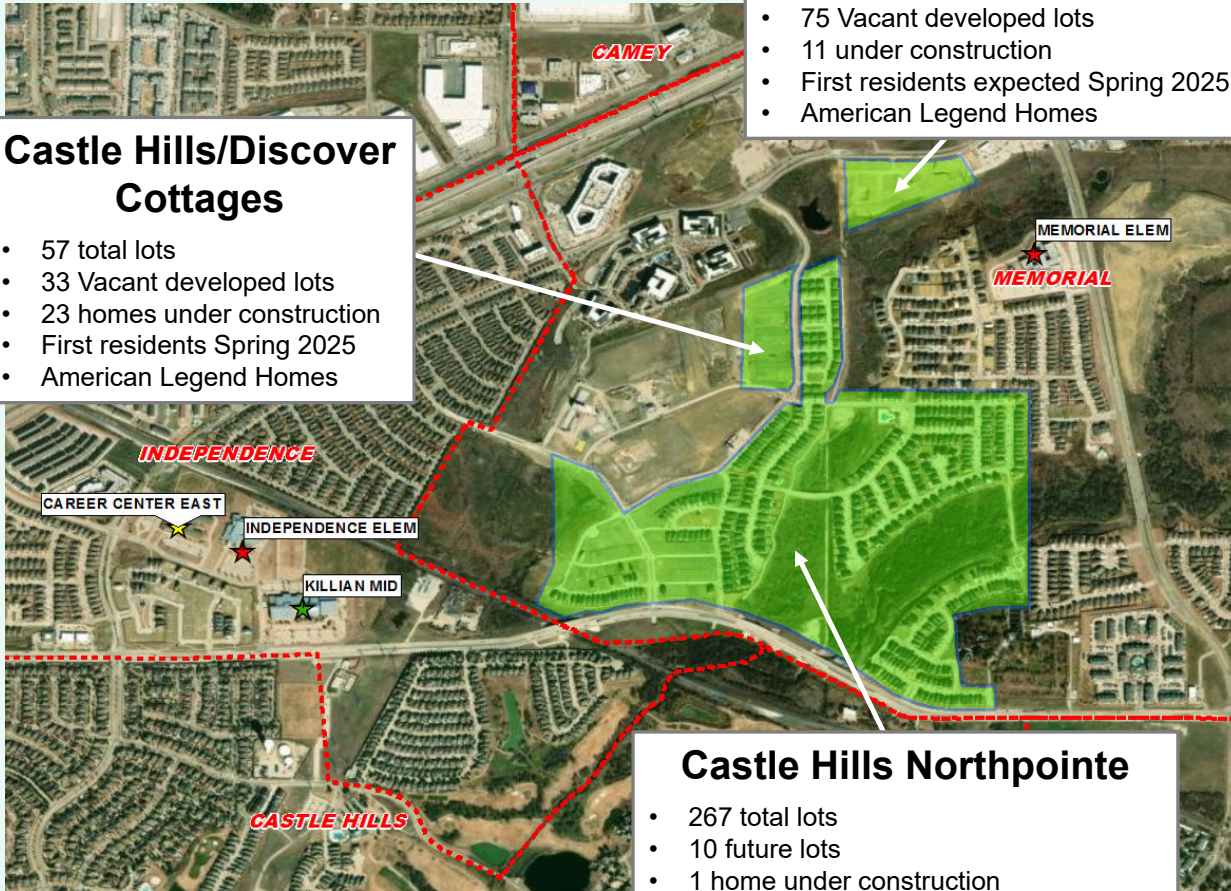 • 75 Vacant developed lots
• 11 under construction
• First residents expected Spring 2025
• American Legend Homes
CAMEY
Castle Hills/Discover
Cottages
• 57 total lots
• 33 Vacant developed lots
• 23 homes under construction
• First residents Spring 2025
• American Legend Homes
MEMORIAL ELEM
MEMORIAL
INDEPENDENCE
CAREER CENTER EAST
INDEPENDENCE ELEM
KILLIAN MID
CASTLE HILLS
Castle Hills Northpointe
• 267 total lots
• 10 future lots
• 1 home under construction